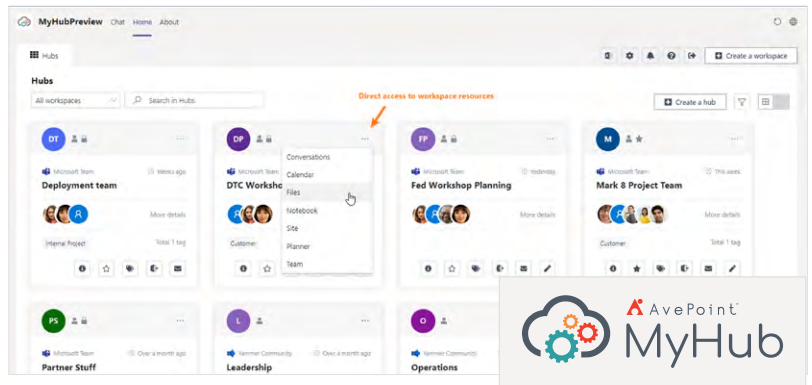 MyHubPreview Chat Home About
Hubs
Create a workspace
Hubs
All workspaces Search in Hubs
Direct access to workspace resources
Create a hub
DT DP FP M
Conversations
Calendar
Files
Notebook
Site
Planner
Team
Microsoft Team Weeks ago
Deployment team
More details
Internal Project Total 1 tag
Microsoft Team
DTC Worksho
Customer
Microsoft Team Yesterday
Fed Workshop Planning
More details
Microsoft Team This week
Mark 8 Project Team
More details
Customer Total 1 tag
PS L O
Microsoft Team Over a month ago
Partner Stuff
Yammer Community Over a month ago
Leadership
Yammer Community
Operations
AvePoint
MyHub